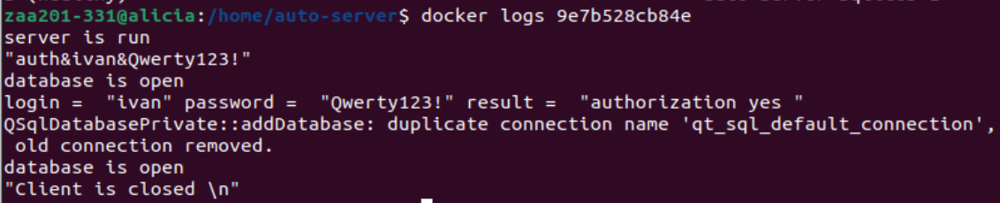 zaa201-331@alicia:/home/auto-server$ docker logs 9e7b528cb84e
server is run
"auth&ivan&Qwerty123!"
database is open
login =  "ivan" password =  "Qwerty123!" result =  "authorization yes "
QSqlDatabasePrivate::addDatabase: duplicate connection name 'qt_sql_default_connection',
 old connection removed.
database is open
"Client is closed \n"